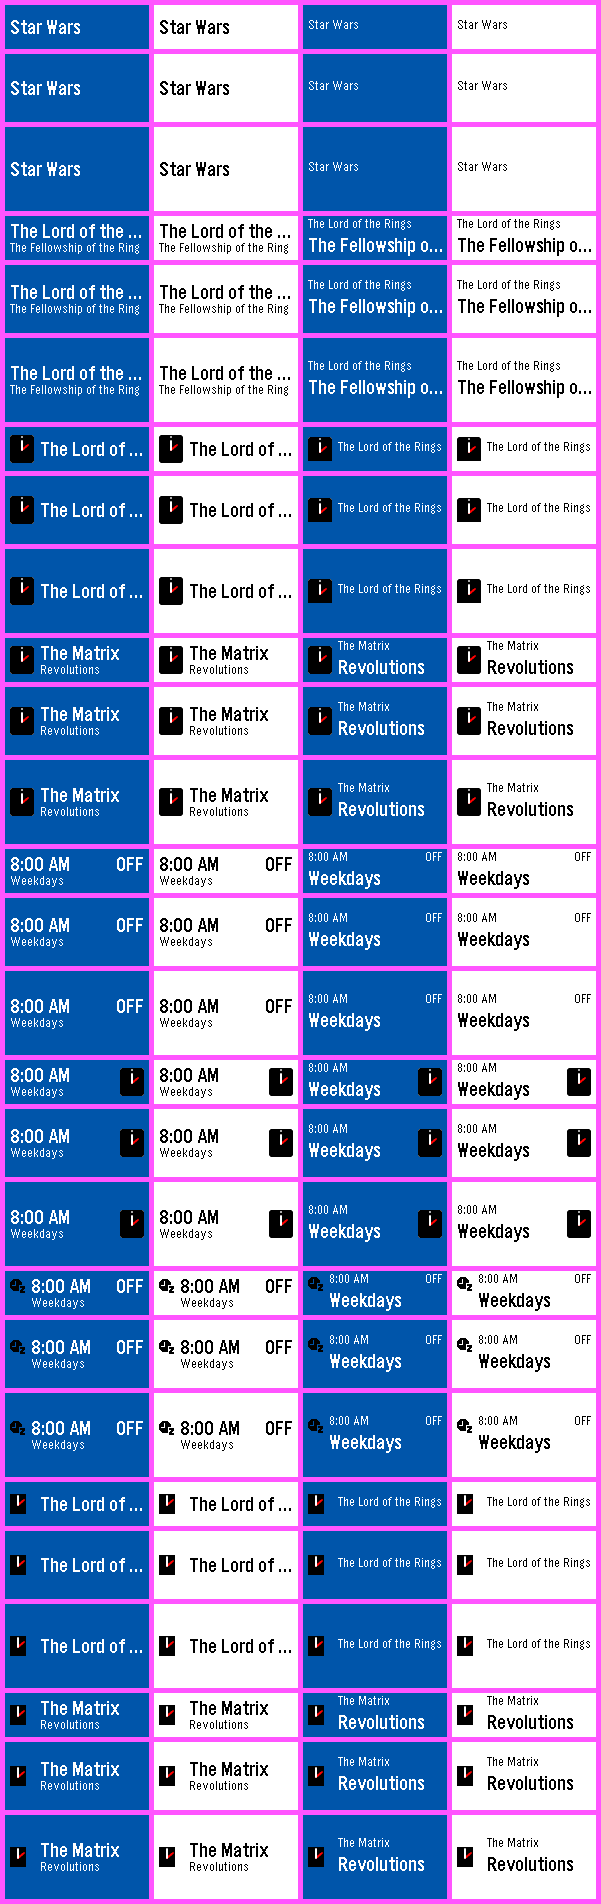 Star Wars Star Wars Star Wars Star Wars
Star Wars Star Wars Star Wars Star Wars
Star Wars Star Wars Star Wars Star Wars
The Lord of the ... The Lord of the ... The Lord of the Rings The Lord of the Rings
The Fellowship of the Ring The Fellowship of the Ring The Fellowship o... The Fellowship o...
The Lord of the ... The Lord of the ... The Lord of the Rings The Lord of the Rings
The Fellowship of the Ring The Fellowship of the Ring The Fellowship o... The Fellowship o...
The Lord of the ... The Lord of the ... The Lord of the Rings The Lord of the Rings
The Fellowship of the Ring The Fellowship of the Ring The Fellowship o... The Fellowship o...
The Lord of ... The Lord of ... The Lord of the Rings The Lord of the Rings
The Lord of ... The Lord of ... The Lord of the Rings The Lord of the Rings
The Lord of ... The Lord of ... The Lord of the Rings The Lord of the Rings
The Matrix The Matrix The Matrix The Matrix
Revolutions Revolutions Revolutions Revolutions
The Matrix The Matrix The Matrix The Matrix
Revolutions Revolutions Revolutions Revolutions
The Matrix The Matrix The Matrix The Matrix
Revolutions Revolutions Revolutions Revolutions
8:00 AM OFF 8:00 AM OFF 8:00 AM OFF 8:00 AM OFF
Weekdays Weekdays Weekdays Weekdays
8:00 AM OFF 8:00 AM OFF 8:00 AM OFF 8:00 AM OFF
Weekdays Weekdays Weekdays Weekdays
8:00 AM OFF 8:00 AM OFF 8:00 AM OFF 8:00 AM OFF
Weekdays Weekdays Weekdays Weekdays
8:00 AM 8:00 AM 8:00 AM 8:00 AM
Weekdays Weekdays Weekdays Weekdays
8:00 AM 8:00 AM 8:00 AM 8:00 AM
Weekdays Weekdays Weekdays Weekdays
8:00 AM 8:00 AM 8:00 AM 8:00 AM
Weekdays Weekdays Weekdays Weekdays
8:00 AM OFF 8:00 AM OFF 8:00 AM OFF 8:00 AM OFF
Weekdays Weekdays Weekdays Weekdays
8:00 AM OFF 8:00 AM OFF 8:00 AM OFF 8:00 AM OFF
Weekdays Weekdays Weekdays Weekdays
8:00 AM OFF 8:00 AM OFF 8:00 AM OFF 8:00 AM OFF
Weekdays Weekdays Weekdays Weekdays
The Lord of ... The Lord of ... The Lord of the Rings The Lord of the Rings
The Lord of ... The Lord of ... The Lord of the Rings The Lord of the Rings
The Lord of ... The Lord of ... The Lord of the Rings The Lord of the Rings
The Matrix The Matrix The Matrix The Matrix
Revolutions Revolutions Revolutions Revolutions
The Matrix The Matrix The Matrix The Matrix
Revolutions Revolutions Revolutions Revolutions
The Matrix The Matrix The Matrix The Matrix
Revolutions Revolutions Revolutions Revolutions